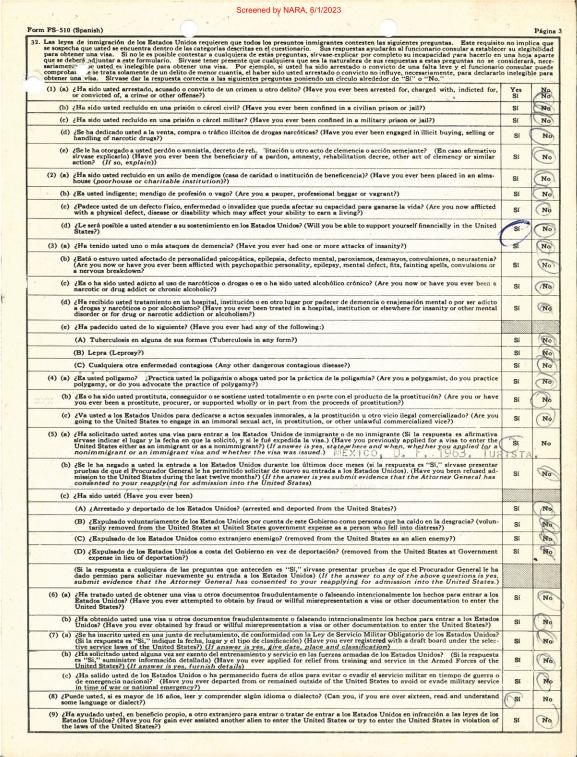 Screened by NARA, 6/1/2023
Form FS-510 (Spanish) Página 3
32. Las leyes de inmigración de los Estados Unidos requieren que todos los presuntos inmigrantes contesten las siguientes preguntas. Este requisito no implica que
se sospecha que usted se encuentra dentro de las categorías descritas en el cuestionario. Sus respuestas ayudarán al funcionario consular a establecer su elegibilidad
para obtener una visa. Si no le es posible contestar a cualquiera de estas preguntas, sírvase explicar por completo su incapacidad para hacerlo en una hoja aparte
que se deberá adjuntar a este formulario. Sírvase tener presente que cualquiera que sea la naturaleza de sus respuestas a estas preguntas no se considerará, nece-
sariamente, que usted es inelegible para obtener una visa. Por ejemplo, si usted ha sido arrestado o convicto de una falta leve y el funcionario consular puede
comprobar que se trata solamente de un delito de menor cuantía, el haber sido usted arrestado o convicto no influye, necesariamente, para declararlo inelegible para
obtener una visa. Sírvase dar la respuesta correcta a las siguientes preguntas poniendo un círculo alrededor de "Sí" o "No."
Yes No
(1) (a) ¿Ha sido usted arrestado, acusado o convicto de un crimen u otro delito? (Have you ever been arrested for, charged with, indicted for,
or convicted of, a crime or other offense?) Sí No
(b) ¿Ha sido usted recluído en una prisión o cárcel civil? (Have you ever been confined in a civilian prison or jail?) Sí No
(c) ¿Ha sido usted recluído en una prisión o cárcel militar? (Have you ever been confined in a military prison or jail?) Sí No
(d) ¿Se ha dedicado usted a la venta, compra o tráfico ilícitos de drogas narcóticas? (Have you ever been engaged in illicit buying, selling or
handling of narcotic drugs?) Sí No
(e) ¿Se le ha otorgado a usted perdón o amnistía, decreto de reh itación u otro acto de clemencia o acción semejante? (En caso afirmativo
sírvase explicarlo) (Have you ever been the beneficiary of a pardon, amnesty, rehabilitation decree, other act of clemency or similar
action? (If so, explain)) Sí No
(2) (a) ¿Ha sido usted recluído en un asilo de mendigos (casa de caridad o institución de beneficencia)? (Have you ever been placed in an alms-
house (poorhouse or charitable institution)?) Sí No
(b) ¿Es usted indigente; mendigo de profesión o vago? (Are you a pauper, professional beggar or vagrant?) Sí No
(c) ¿Padece usted de un defecto físico, enfermedad o invalidez que pueda afectar su capacidad para ganarse la vida? (Are you now afflicted
with a physical defect, disease or disability which may affect your ability to earn a living?) Sí No
(d) ¿Le será posible a usted atender a su sostenimiento en los Estados Unidos? (Will you be able to support yourself financially in the United
States?) Sí No
(3) (a) ¿Ha tenido usted uno o más ataques de demencia? (Have you ever had one or more attacks of insanity?) Sí No
(b) ¿Está o estuvo usted afectado de personalidad psicopática, epilepsia, defecto mental, paroxismos, desmayos, convulsiones, o neurastenia?
(Are you now or have you ever been afflicted with psychopathic personality, epilepsy, mental defect, fits, fainting spells, convulsions or
a nervous breakdown? Sí No
(c) ¿Es o ha sido usted adicto al uso de narcóticos o drogas o es o ha sido usted alcohólico crónico? (Are you now or have you ever been a
narcotic or drug addict or chronic alcoholic?) Sí No
(d) ¿Ha recibido usted tratamiento en un hospital, institución o en otro lugar por padecer de demencia o enajenación mental o por ser adicto
a drogas y narcóticos o por alcoholismo? (Have you ever been treated in a hospital, institution or elsewhere for insanity or other mental
disorder or for drug or narcotic addiction or alcoholism?) Sí No
(e) ¿Ha padecido usted de lo siguiente? (Have you ever had any of the following:)
(A) Tuberculosis en alguna de sus formas (Tuberculosis in any form?) Sí No
(B) Lepra (Leprosy?) Sí No
(C) Cualquiera otra enfermedad contagiosa (Any other dangerous contagious disease?) Sí No
(4) (a) ¿Es usted polígamo? ¿Practica usted la poligamia o aboga usted por la práctica de la poligamia? (Are you a polygamist, do you practice
polygamy, or do you advocate the practice of polygamy?) Sí No
(b) ¿Es o ha sido usted prostituta, conseguidor o se sostiene usted totalmente o en parte con el producto de la prostitución? (Are you or have
you ever been a prostitute, procurer, or supported wholly or in part from the proceeds of prostitution?) Sí No
(c) ¿Va usted a los Estados Unidos para dedicarse a actos sexuales inmorales, a la prostitución u otro vicio ilegal comercializado? (Are you
going to the United States to engage in an immoral sexual act, in prostitution, or other unlawful commercialized vice?) Sí No
(5) (a) ¿Ha solicitado usted antes una visa para entrar a los Estados Unidos de inmigrante o de no inmigrante (Si la respuesta es afirmativa
sírvase indicar el lugar y la fecha en que la solicitó, y si le fué expedida la visa.) (Have you previously applied for a visa to enter the
United States either as an immigrant or as a nonimmigrant?) (If answer is yes, state where and when, whether you applied for a
nonimmigrant or an immigrant visa and whether the visa was issued.) MEXICO, D. F. 1963, TURISTA. Sí No
(b) ¿Se le ha negado a usted la entrada a los Estados Unidos durante los últimos doce meses (si la respuesta es "Sí," sírvase presentar
pruebas de que el Procurador General le ha permitido solicitar de nuevo su entrada a los Estados Unidos). (Have you been refused ad-
mission to the United States during the last twelve months? (If the answer is yes submit evidence that the Attorney General has
consented to your reapplying for admission into the United States) Sí No
(c) ¿Ha sido usted (Have you ever been)
(A) ¿Arrestado y deportado de los Estados Unidos? (arrested and deported from the United States?) Sí No
(B) ¿Expulsado voluntariamente de los Estados Unidos por cuenta de este Gobierno como persona que ha caído en la desgracia? (volun-
tarily removed from the United States at United States government expense as a person who fell into distress?) Sí No
(C) ¿Expulsado de los Estados Unidos como extranjero enemigo? (removed from the United States as an alien enemy?) Sí No
(D) ¿Expulsado de los Estados Unidos a costa del Gobierno en vez de deportación? (removed from the United States at Government
expense in lieu of deportation?) Sí No
(Si la respuesta a cualquiera de las preguntas que anteceden es "Sí," sírvase presentar pruebas de que el Procurador General le ha
dado permiso para solicitar nuevamente su entrada a los Estados Unidos) (If the answer to any of the above questions is yes,
submit evidence that the Attorney General has consented to your reapplying for admission into the United States.)
(6) (a) ¿Ha tratado usted de obtener una visa u otros documentos fraudulentamente o falseando intencionalmente los hechos para entrar a los
Estados Unidos? (Have you ever attempted to obtain by fraud or willful misrepresentation a visa or other documentation to enter the
United States?) Sí No
(b) ¿Ha obtenido usted una visa u otros documentos fraudulentamente o falseando intencionalmente los hechos para entrar a los Estados
Unidos? (Have you ever obtained by fraud or willful misrepresentation a visa or other documentation to enter the United States?) Sí No
(7) (a) ¿Se ha inscrito usted en una junta de reclutamiento, de conformidad con la Ley de Servicio Militar Obligatorio de los Estados Unidos?
(Si la respuesta es "Sí," indique la fecha, lugar y el tipo de clasificación) (Have you ever registered with a draft board under the selec-
tive service laws of the United States? (If answer is yes, give date, place and classification) Sí No
(b) ¿Ha solicitado usted alguna vez ser exento del entrenamiento y servicio en las fuerzas armadas de los Estados Unidos? (Si la respuesta
es "Sí," suministre información detallada) (Have you ever applied for relief from training and service in the Armed Forces of the
United States?) (If answer is yes, furnish details) Sí No
(c) ¿Ha salido usted de los Estados Unidos o ha permanecido fuera de ellos para evitar o evadir el servicio militar en tiempo de guerra o
de emergencia nacional? (Have you ever departed from or remained outside of the United States to avoid or evade military service
in time of war or national emergency?) Sí No
(8) ¿Puede usted, si es mayor de 16 años, leer y comprender algún idioma o dialecto? (Can you, if you are over sixteen, read and understand
some language or dialect?) Sí No
(9) ¿Ha ayudado usted, en beneficio propio, a otro extranjero para entrar o tratar de entrar a los Estados Unidos en infracción a las leyes de los
Estados Unidos? (Have you for gain ever assisted another alien to enter the United States or try to enter the United States in violation of
the laws of the United States?) Sí No